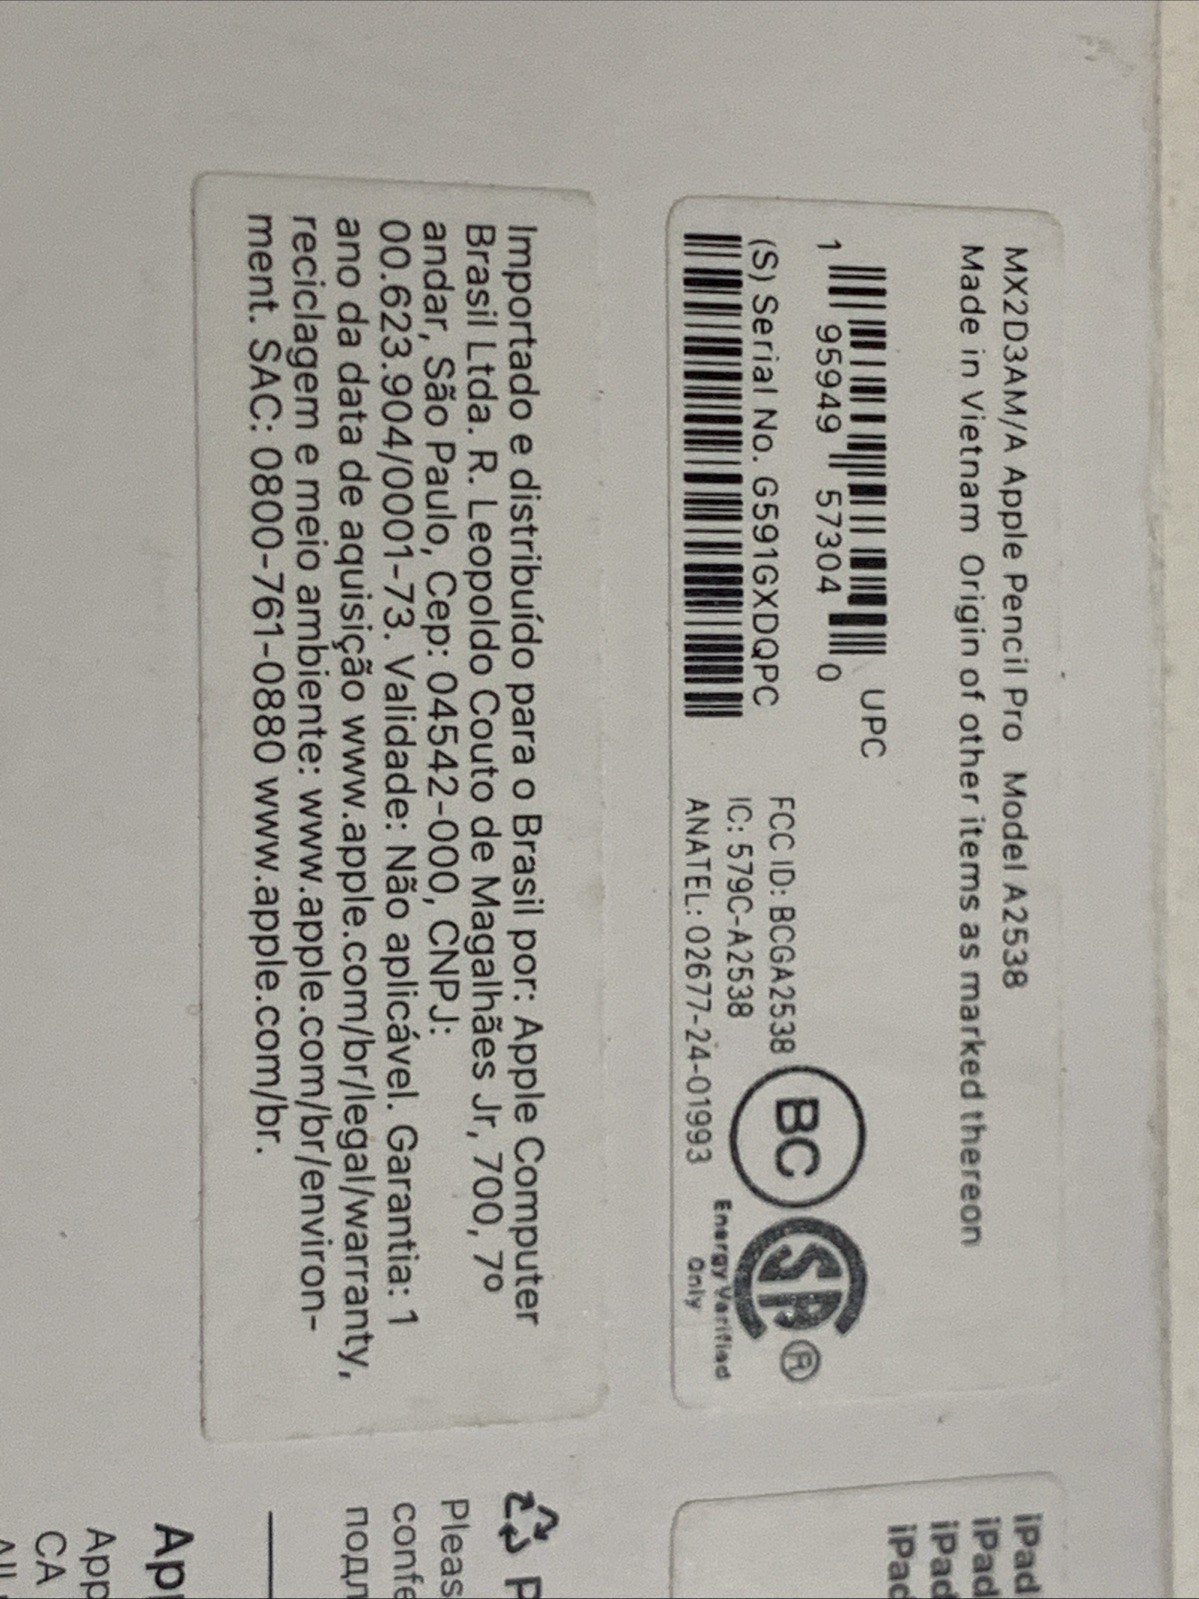 MX2D3AM/A Apple Pencil Pro Model A2538
Made in Vietnam Origin of other items as marked thereon
UPC
1 95949 57304 0
(S) Serial No. G591GXDQPC
FCC ID: BCGA2538
IC: 579C-A2538
ANATEL: 02677-24-01993
BC
®
Energy Verified
Only
Importado e distribuído para o Brasil por: Apple Computer
Brasil Ltda. R. Leopoldo Couto de Magalhães Jr, 700, 7º
andar, São Paulo, Cep: 04542-000, CNPJ:
00.623.904/0001-73. Validade: Não aplicável. Garantia: 1
ano da data de aquisição www.apple.com/br/legal/warranty,
reciclagem e meio ambiente: www.apple.com/br/environ-
ment. SAC: 0800-761-0880 www.apple.com/br.
iPad
iPad
iPad
iPad
Pleas
confe
подл
App
CA